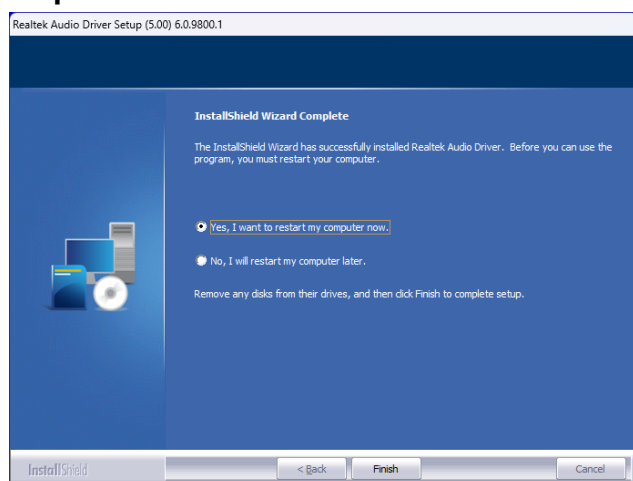 Realtek Audio Driver Setup (5.00) 6.0.9800.1
InstallShield Wizard Complete
The InstallShield Wizard has successfully installed Realtek Audio Driver. Before you can use the
program, you must restart your computer.
Yes, I want to restart my computer now.
No, I will restart my computer later.
Remove any disks from their drives, and then click Finish to complete setup.
InstallShield
< Back
Finish
Cancel